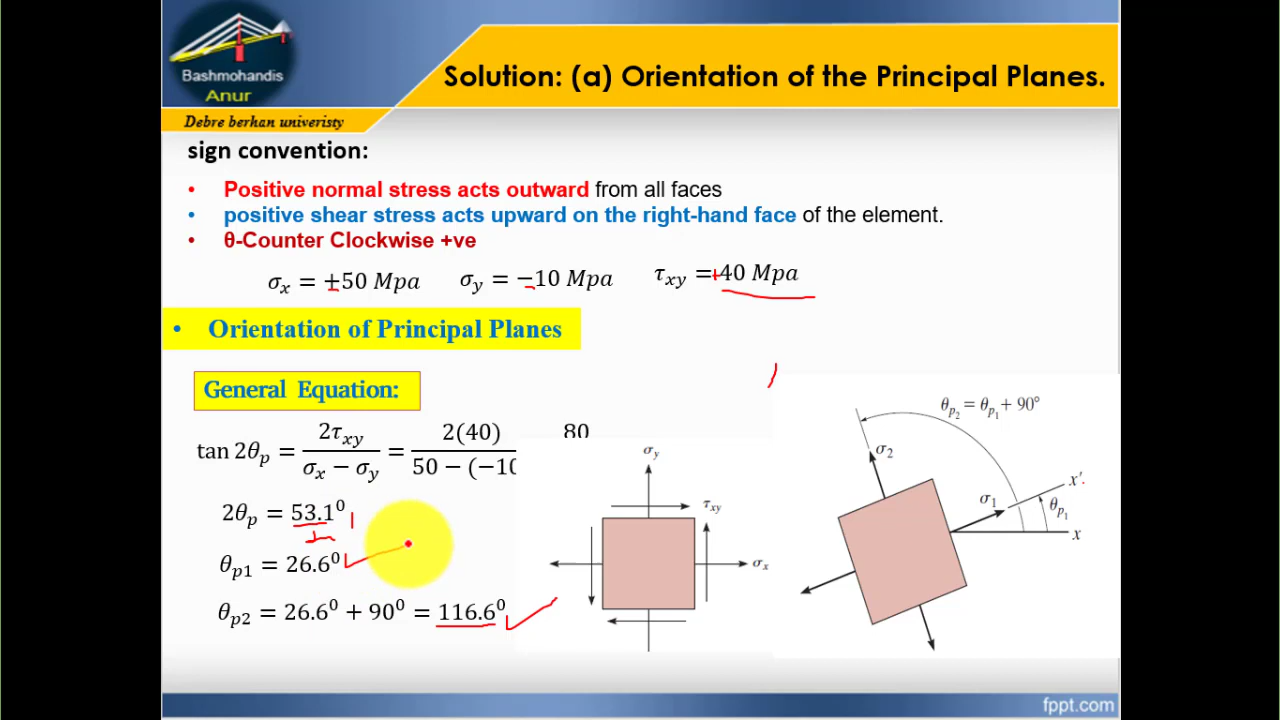 Bashmohandis
Anur
Solution: (a) Orientation of the Principal Planes.
Debre berhan univeristy
sign convention:
• Positive normal stress acts outward from all faces
• positive shear stress acts upward on the right-hand face of the element.
• θ-Counter Clockwise +ve
σx = +50 Mpa σy = −10 Mpa τxy = +40 Mpa
• Orientation of Principal Planes
General Equation:
tan 2θp = 2τxy / σx − σy = 2(40) / 50 − (−10 80
2θp = 53.1⁰
θp1 = 26.6⁰
θp2 = 26.6⁰ + 90⁰ = 116.6⁰
σy
τxy
σx
θp2 = θp1 + 90°
σ2
σ1
x'
θp1
x
fppt.com